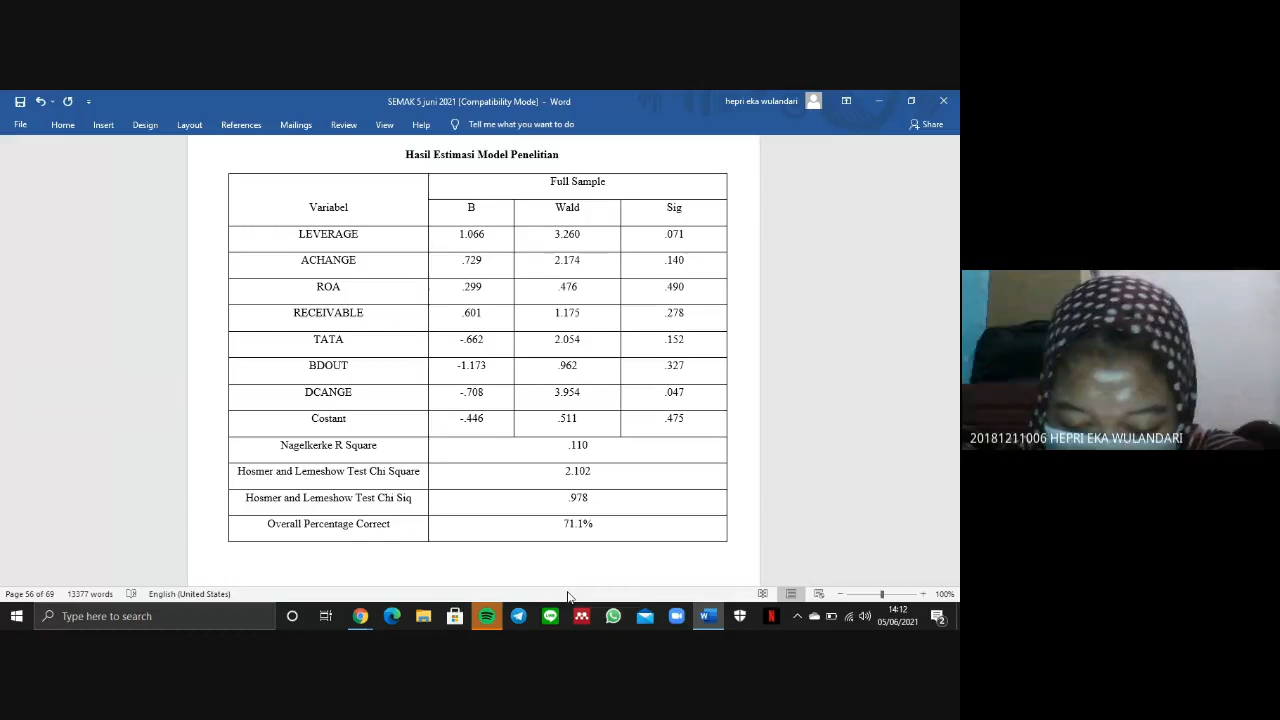 SEMAK 5 juni 2021 [Compatibility Mode] - Word
hepri eka wulandari
File Home Insert Design Layout References Mailings Review View Help Tell me what you want to do Share
Hasil Estimasi Model Penelitian
Full Sample
Variabel B Wald Sig
LEVERAGE 1.066 3.260 .071
ACHANGE .729 2.174 .140
ROA .299 .476 .490
RECEIVABLE .601 1.175 .278
TATA -.662 2.054 .152
BDOUT -1.173 .962 .327
DCANGE -.708 3.954 .047
Costant -.446 .511 .475
Nagelkerke R Square .110
Hosmer and Lemeshow Test Chi Square 2.102
Hosmer and Lemeshow Test Chi Siq .978
Overall Percentage Correct 71.1%
20181211006 HEPRI EKA WULANDARI
Page 56 of 69 13377 words English (United States) 100%
Type here to search
14:12
05/06/2021
2